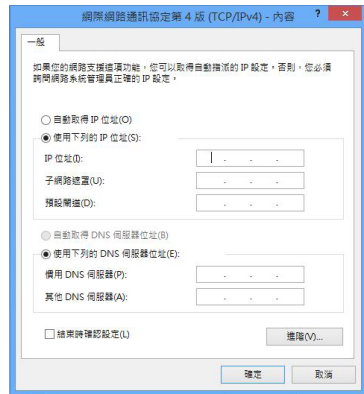 網際網路通訊協定第 4 版 (TCP/IPv4) - 內容
一般
如果您的網路支援這項功能，您可以取得自動指派的 IP 設定。否則，您必須
詢問網路系統管理員正確的 IP 設定。
自動取得 IP 位址(O)
使用下列的 IP 位址(S):
IP 位址(I):
子網路遮罩(U):
預設閘道(D):
自動取得 DNS 伺服器位址(B)
使用下列的 DNS 伺服器位址(E):
慣用 DNS 伺服器(P):
其他 DNS 伺服器(A):
結束時確認設定(L)
進階(V)...
確定
取消